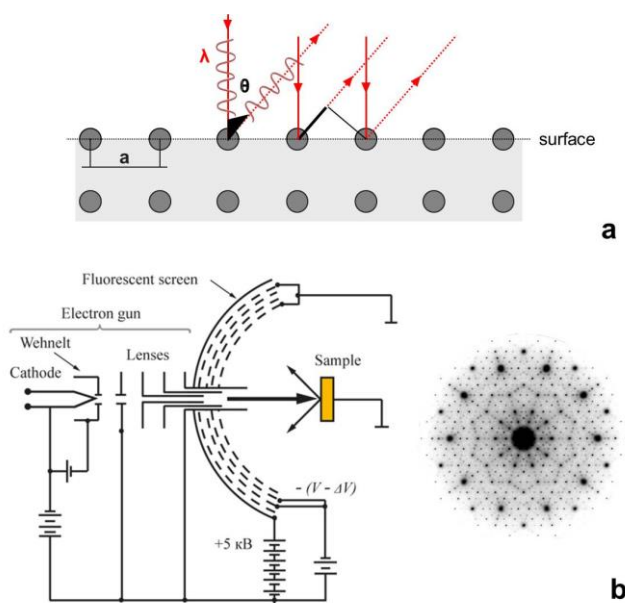 λ
θ
surface
a
a
Fluorescent screen
Electron gun
Wehnelt
Lenses
Sample
Cathode
- (V - ΔV)
+5 кВ
b